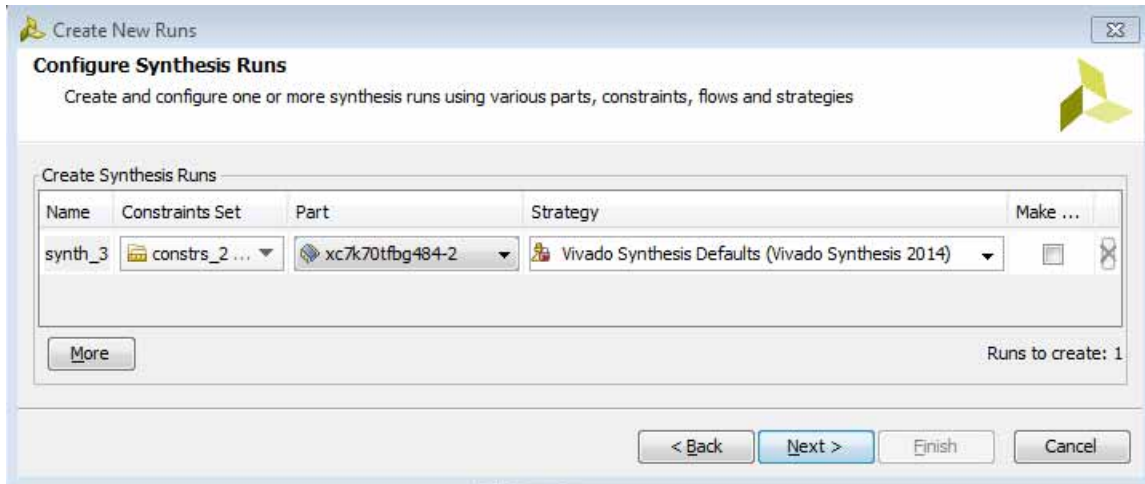 Create New Runs
Configure Synthesis Runs
Create and configure one or more synthesis runs using various parts, constraints, flows and strategies
Create Synthesis Runs
Name Constraints Set Part Strategy Make ...
synth_3 constrs_2 ... xc7k70tfbg484-2 Vivado Synthesis Defaults (Vivado Synthesis 2014)
More Runs to create: 1
< Back Next > Finish Cancel